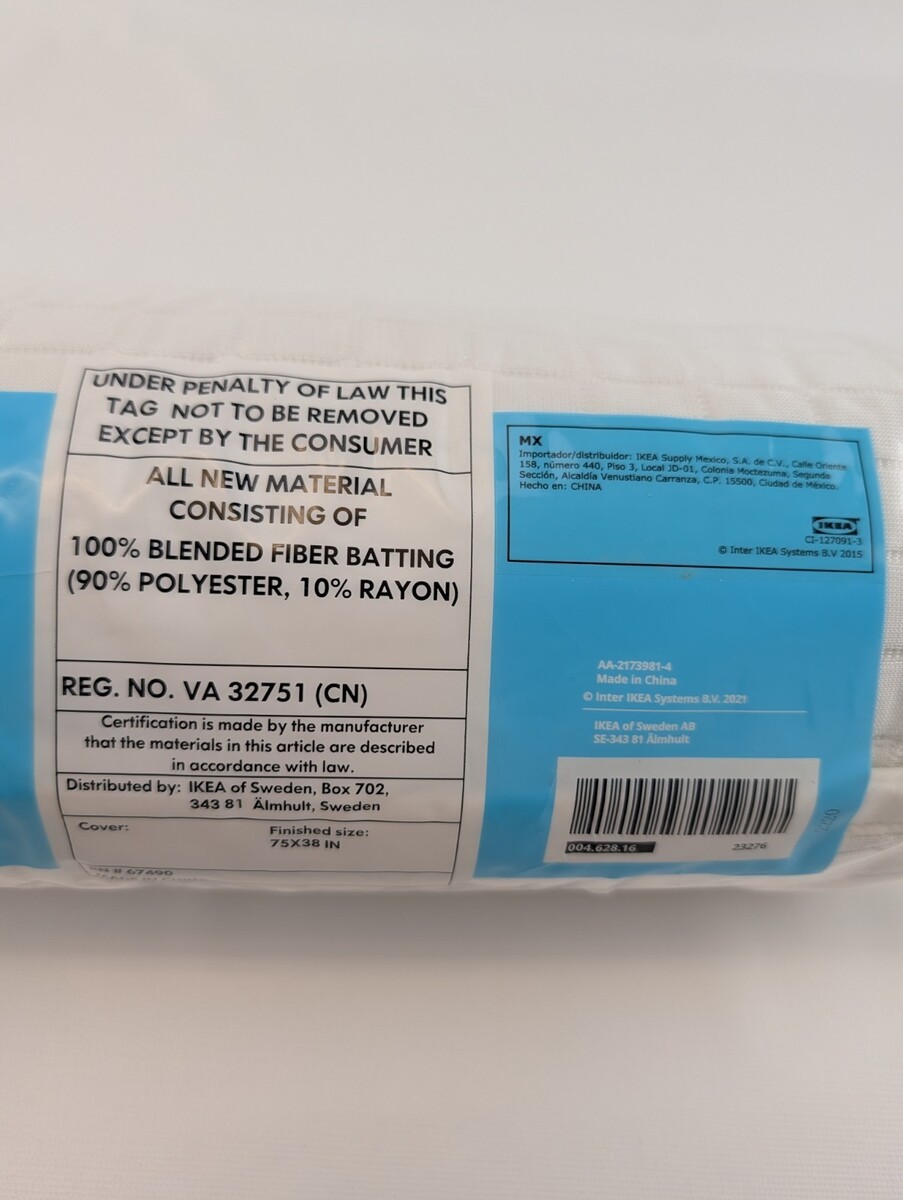 UNDER PENALTY OF LAW THIS
TAG NOT TO BE REMOVED
EXCEPT BY THE CONSUMER
ALL NEW MATERIAL
CONSISTING OF
100% BLENDED FIBER BATTING
(90% POLYESTER, 10% RAYON)
REG. NO. VA 32751 (CN)
Certification is made by the manufacturer
that the materials in this article are described
in accordance with law.
Distributed by: IKEA of Sweden, Box 702,
343 81 Älmhult, Sweden
Cover:
Finished size:
75X38 IN
# 67490
MX
Importador/distribuidor: IKEA Supply Mexico, S.A. de C.V., Calle Oriente
158, número 440, Piso 3, Local JD-01, Colonia Moctezuma, Segunda
Sección, Alcaldía Venustiano Carranza, C.P. 15500, Ciudad de México.
Hecho en: CHINA
IKEA
CI-127091-3
© Inter IKEA Systems B.V 2015
AA-2173981-4
Made in China
© Inter IKEA Systems B.V. 2021
IKEA of Sweden AB
SE-343 81 Älmhult
004.628.16
23276